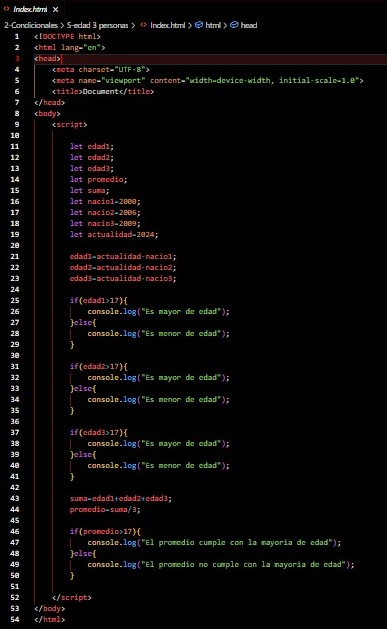 Index.html
2-Condicionales > 5-edad 3 personas > Index.html > html > head
1 <!DOCTYPE html>
2 <html lang="en">
3 <head>
4 <meta charset="UTF-8">
5 <meta name="viewport" content="width=device-width, initial-scale=1.0">
6 <title>Document</title>
7 </head>
8 <body>
9 <script>
10
11 let edad1;
12 let edad2;
13 let edad3;
14 let promedio;
15 let suma;
16 let nacio1=2000;
17 let nacio2=2006;
18 let nacio3=2009;
19 let actualidad=2024;
20
21 edad1=actualidad-nacio1;
22 edad2=actualidad-nacio2;
23 edad3=actualidad-nacio3;
24
25 if(edad1>17){
26 console.log("Es mayor de edad");
27 }else{
28 console.log("Es menor de edad");
29 }
30
31 if(edad2>17){
32 console.log("Es mayor de edad");
33 }else{
34 console.log("Es menor de edad");
35 }
36
37 if(edad3>17){
38 console.log("Es mayor de edad");
39 }else{
40 console.log("Es menor de edad");
41 }
42
43 suma=edad1+edad2+edad3;
44 promedio=suma/3;
45
46 if(promedio>17){
47 console.log("El promedio cumple con la mayoria de edad");
48 }else{
49 console.log("El promedio no cumple con la mayoria de edad");
50 }
51
52 </script>
53 </body>
54 </html>